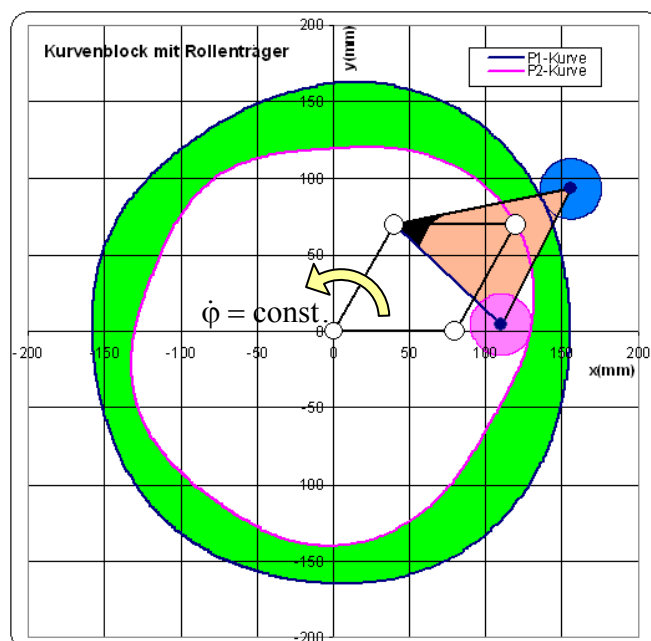 Kurvenblock mit Rollenträger
y(mm)
P1-Kurve
P2-Kurve
200
150
100
50
0
-50
-100
-150
-200
φ̇ = const.
-200 -150 -100 -50 0 50 100 150 200
x(mm)